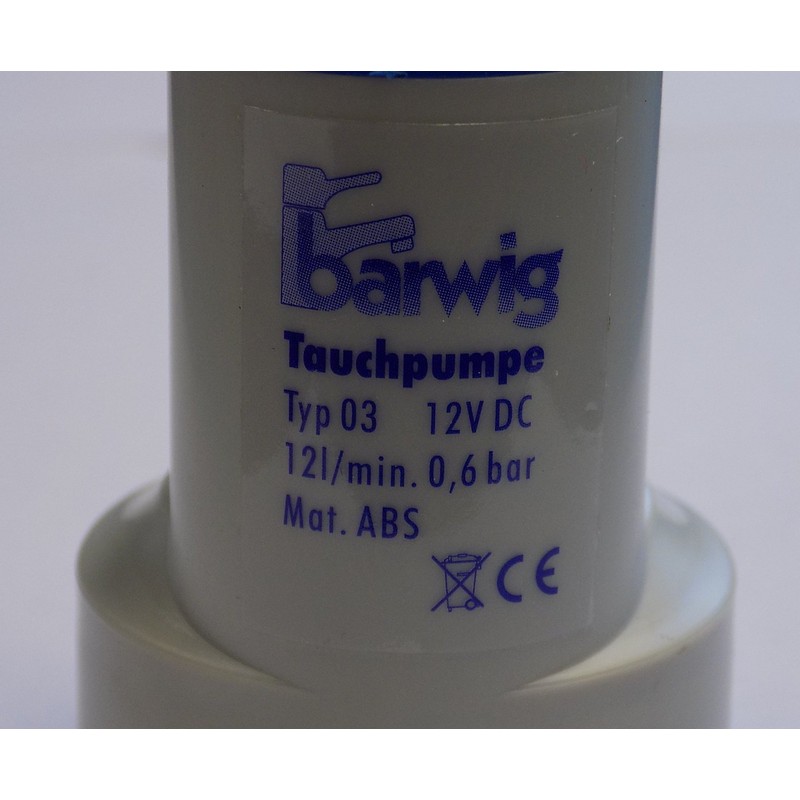 barwig
Tauchpumpe
Typ 03 12V DC
12l/min. 0,6 bar
Mat. ABS
CE